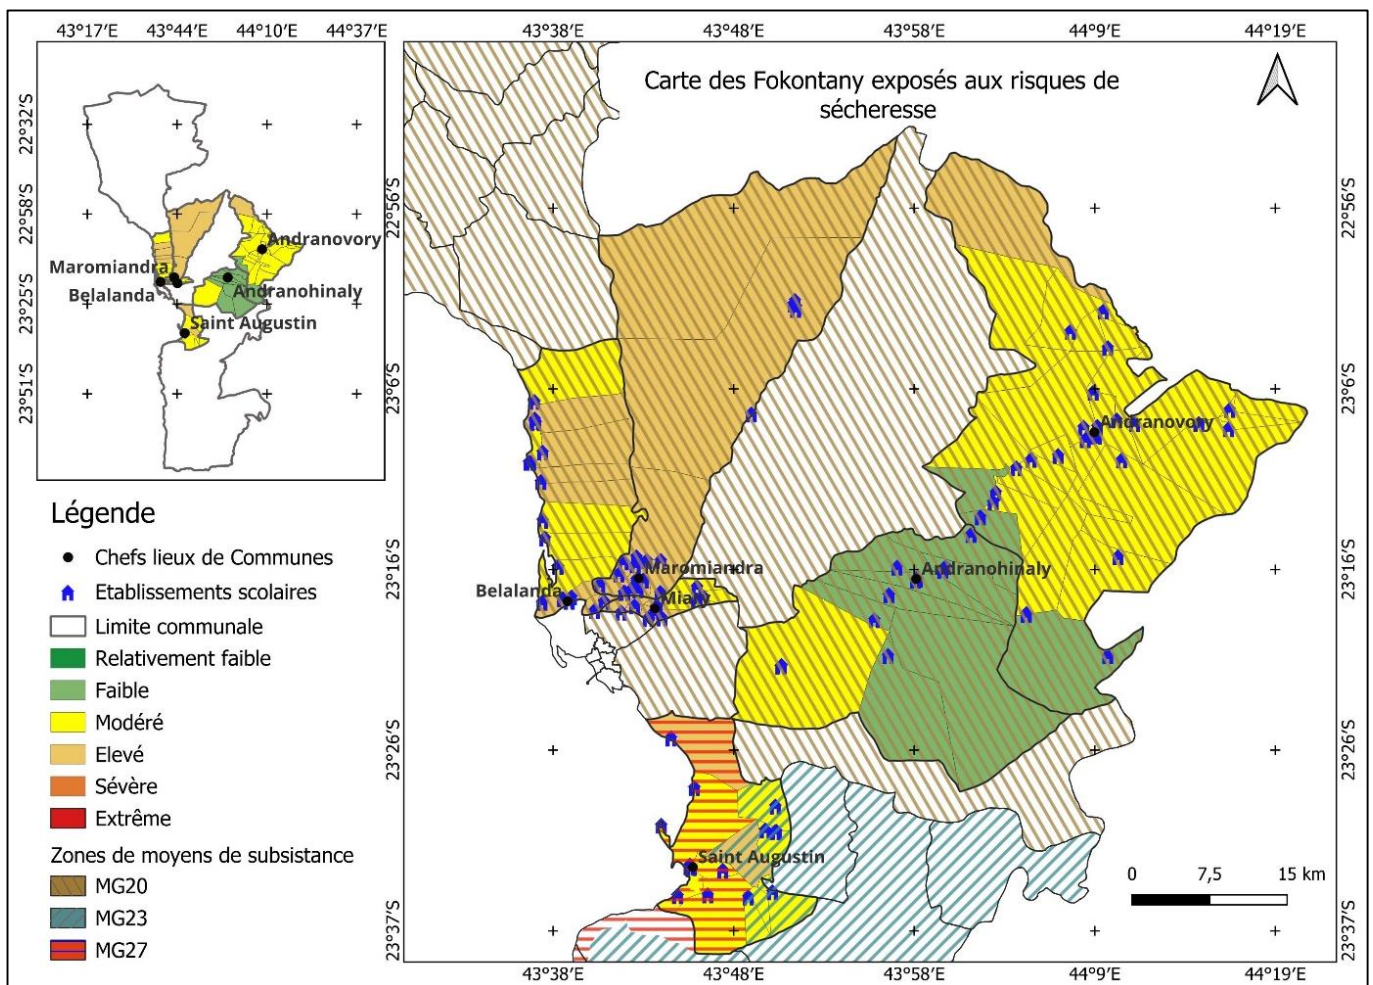 43°17′E 43°44′E 44°10′E 44°37′E
22°32′S
22°58′S
23°25′S
23°51′S
Andranovory
Maromiandra
Belalanda
Andranohinaly
Saint Augustin
43°38′E 43°48′E 43°58′E 44°9′E 44°19′E
Carte des Fokontany exposés aux risques de
sécheresse
22°56′S 22°56′S
23°6′S 23°6′S
23°16′S 23°16′S
23°26′S 23°26′S
23°37′S 23°37′S
Andranovory
Maromiandra
Andranohinaly
Belalanda
Mialy
Saint Augustin
0 7,5 15 km
43°38′E 43°48′E 43°58′E 44°9′E 44°19′E
Légende
Chefs lieux de Communes
Etablissements scolaires
Limite communale
Relativement faible
Faible
Modéré
Elevé
Sévère
Extrême
Zones de moyens de subsistance
MG20
MG23
MG27